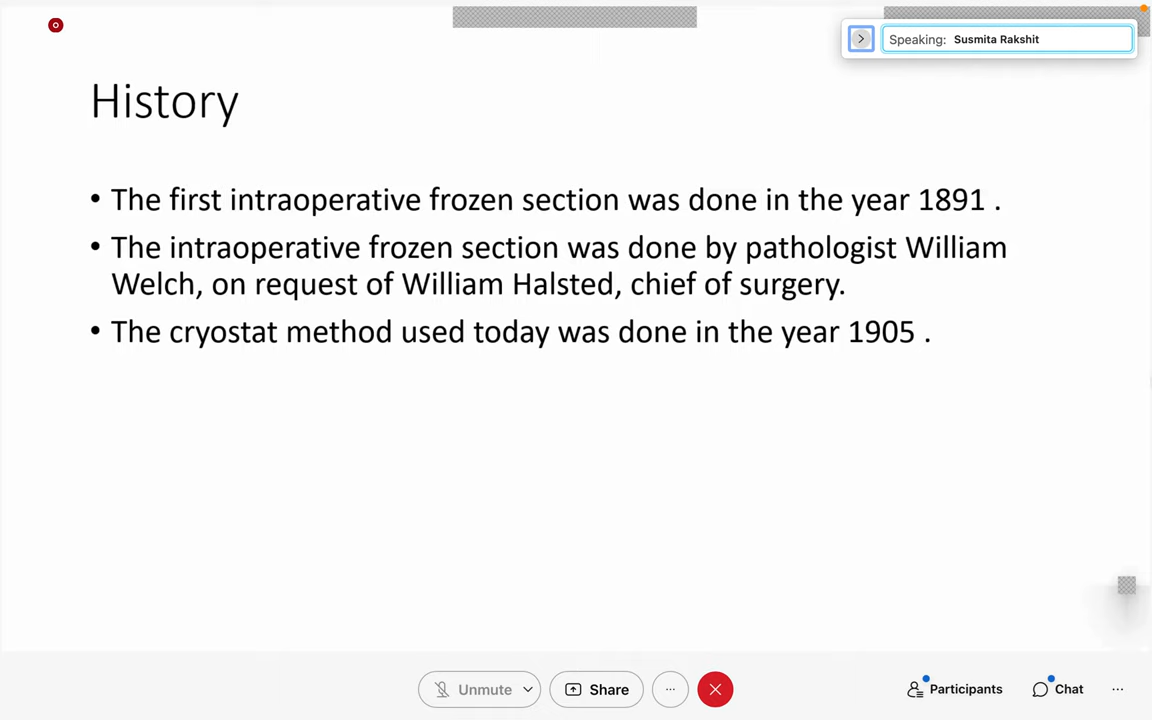 Speaking: Susmita Rakshit
History
• The first intraoperative frozen section was done in the year 1891 .
• The intraoperative frozen section was done by pathologist William
Welch, on request of William Halsted, chief of surgery.
• The cryostat method used today was done in the year 1905 .
Unmute
Share
Participants
Chat